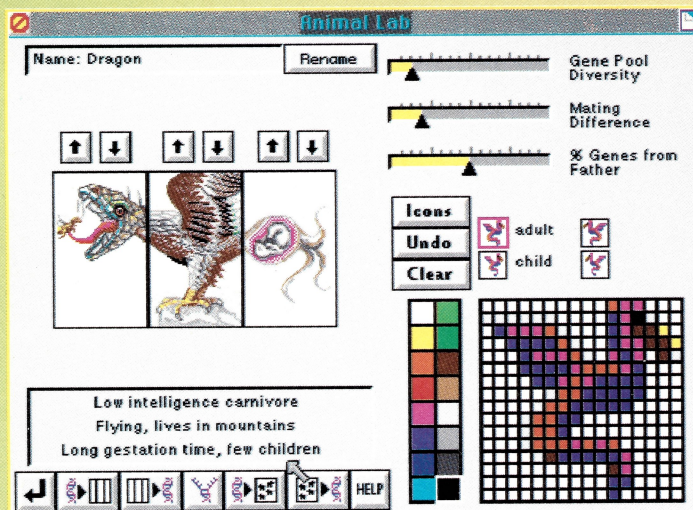 Animal Lab
Name: Dragon
Rename
Gene Pool
Diversity
Mating
Difference
% Genes from
Father
Icons
Undo
Clear
adult
child
Low intelligence carnivore
Flying, lives in mountains
Long gestation time, few children
HELP